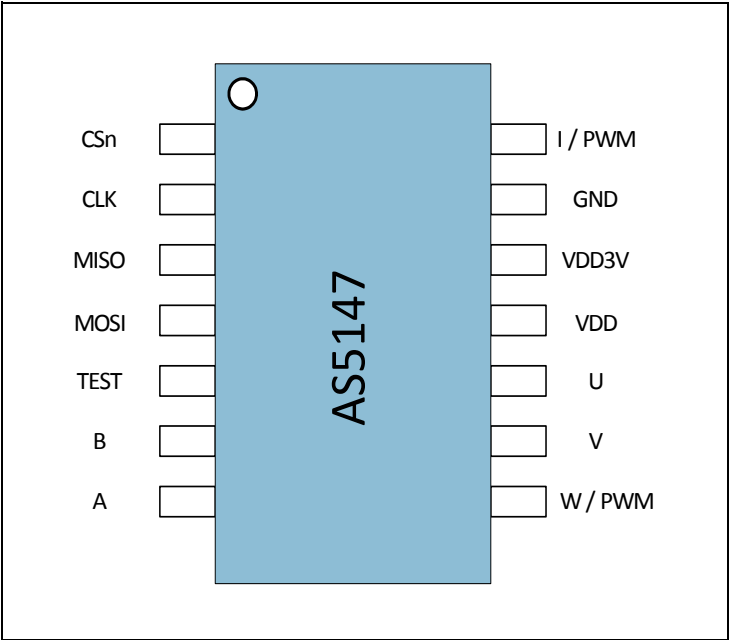 CSn
CLK
MISO
MOSI
TEST
B
A
AS5147
I / PWM
GND
VDD3V
VDD
U
V
W / PWM